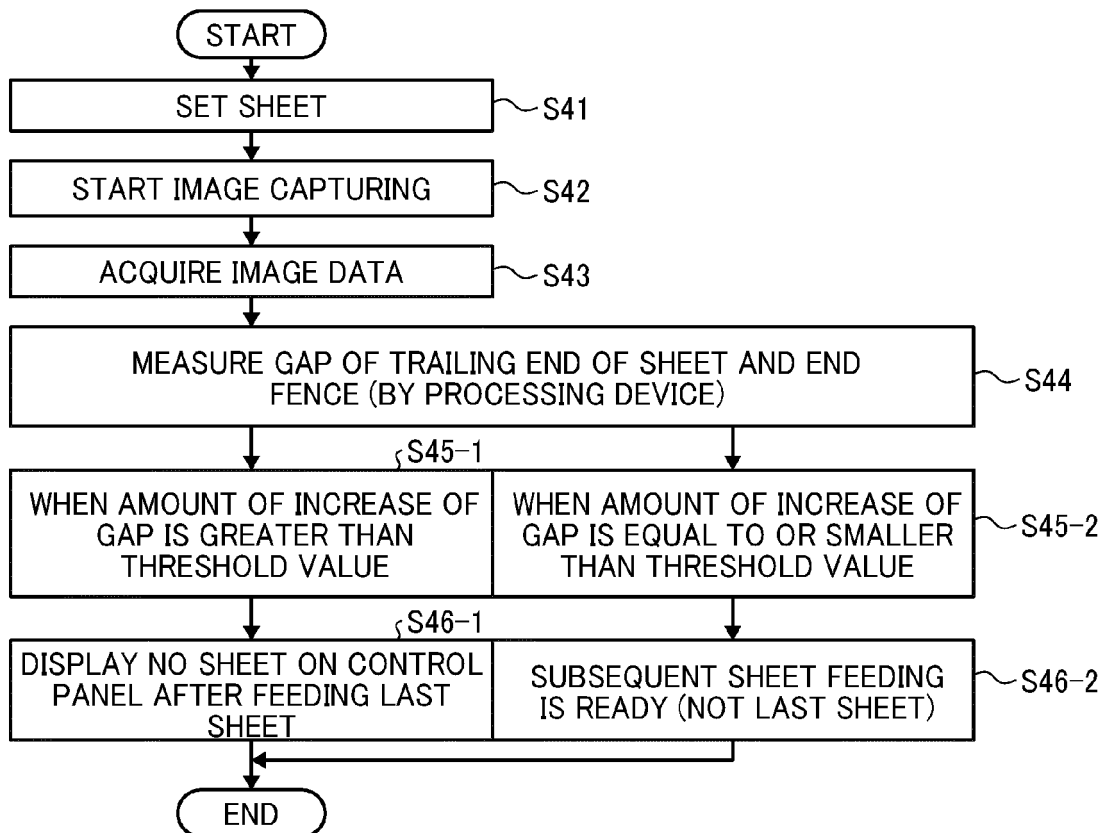 START
SET SHEET
S41
START IMAGE CAPTURING
S42
ACQUIRE IMAGE DATA
S43
MEASURE GAP OF TRAILING END OF SHEET AND END
FENCE (BY PROCESSING DEVICE)
S44
S45-1
WHEN AMOUNT OF INCREASE OF
GAP IS GREATER THAN
THRESHOLD VALUE
WHEN AMOUNT OF INCREASE OF
GAP IS EQUAL TO OR SMALLER
THAN THRESHOLD VALUE
S45-2
S46-1
DISPLAY NO SHEET ON CONTROL
PANEL AFTER FEEDING LAST
SHEET
SUBSEQUENT SHEET FEEDING
IS READY (NOT LAST SHEET)
S46-2
END